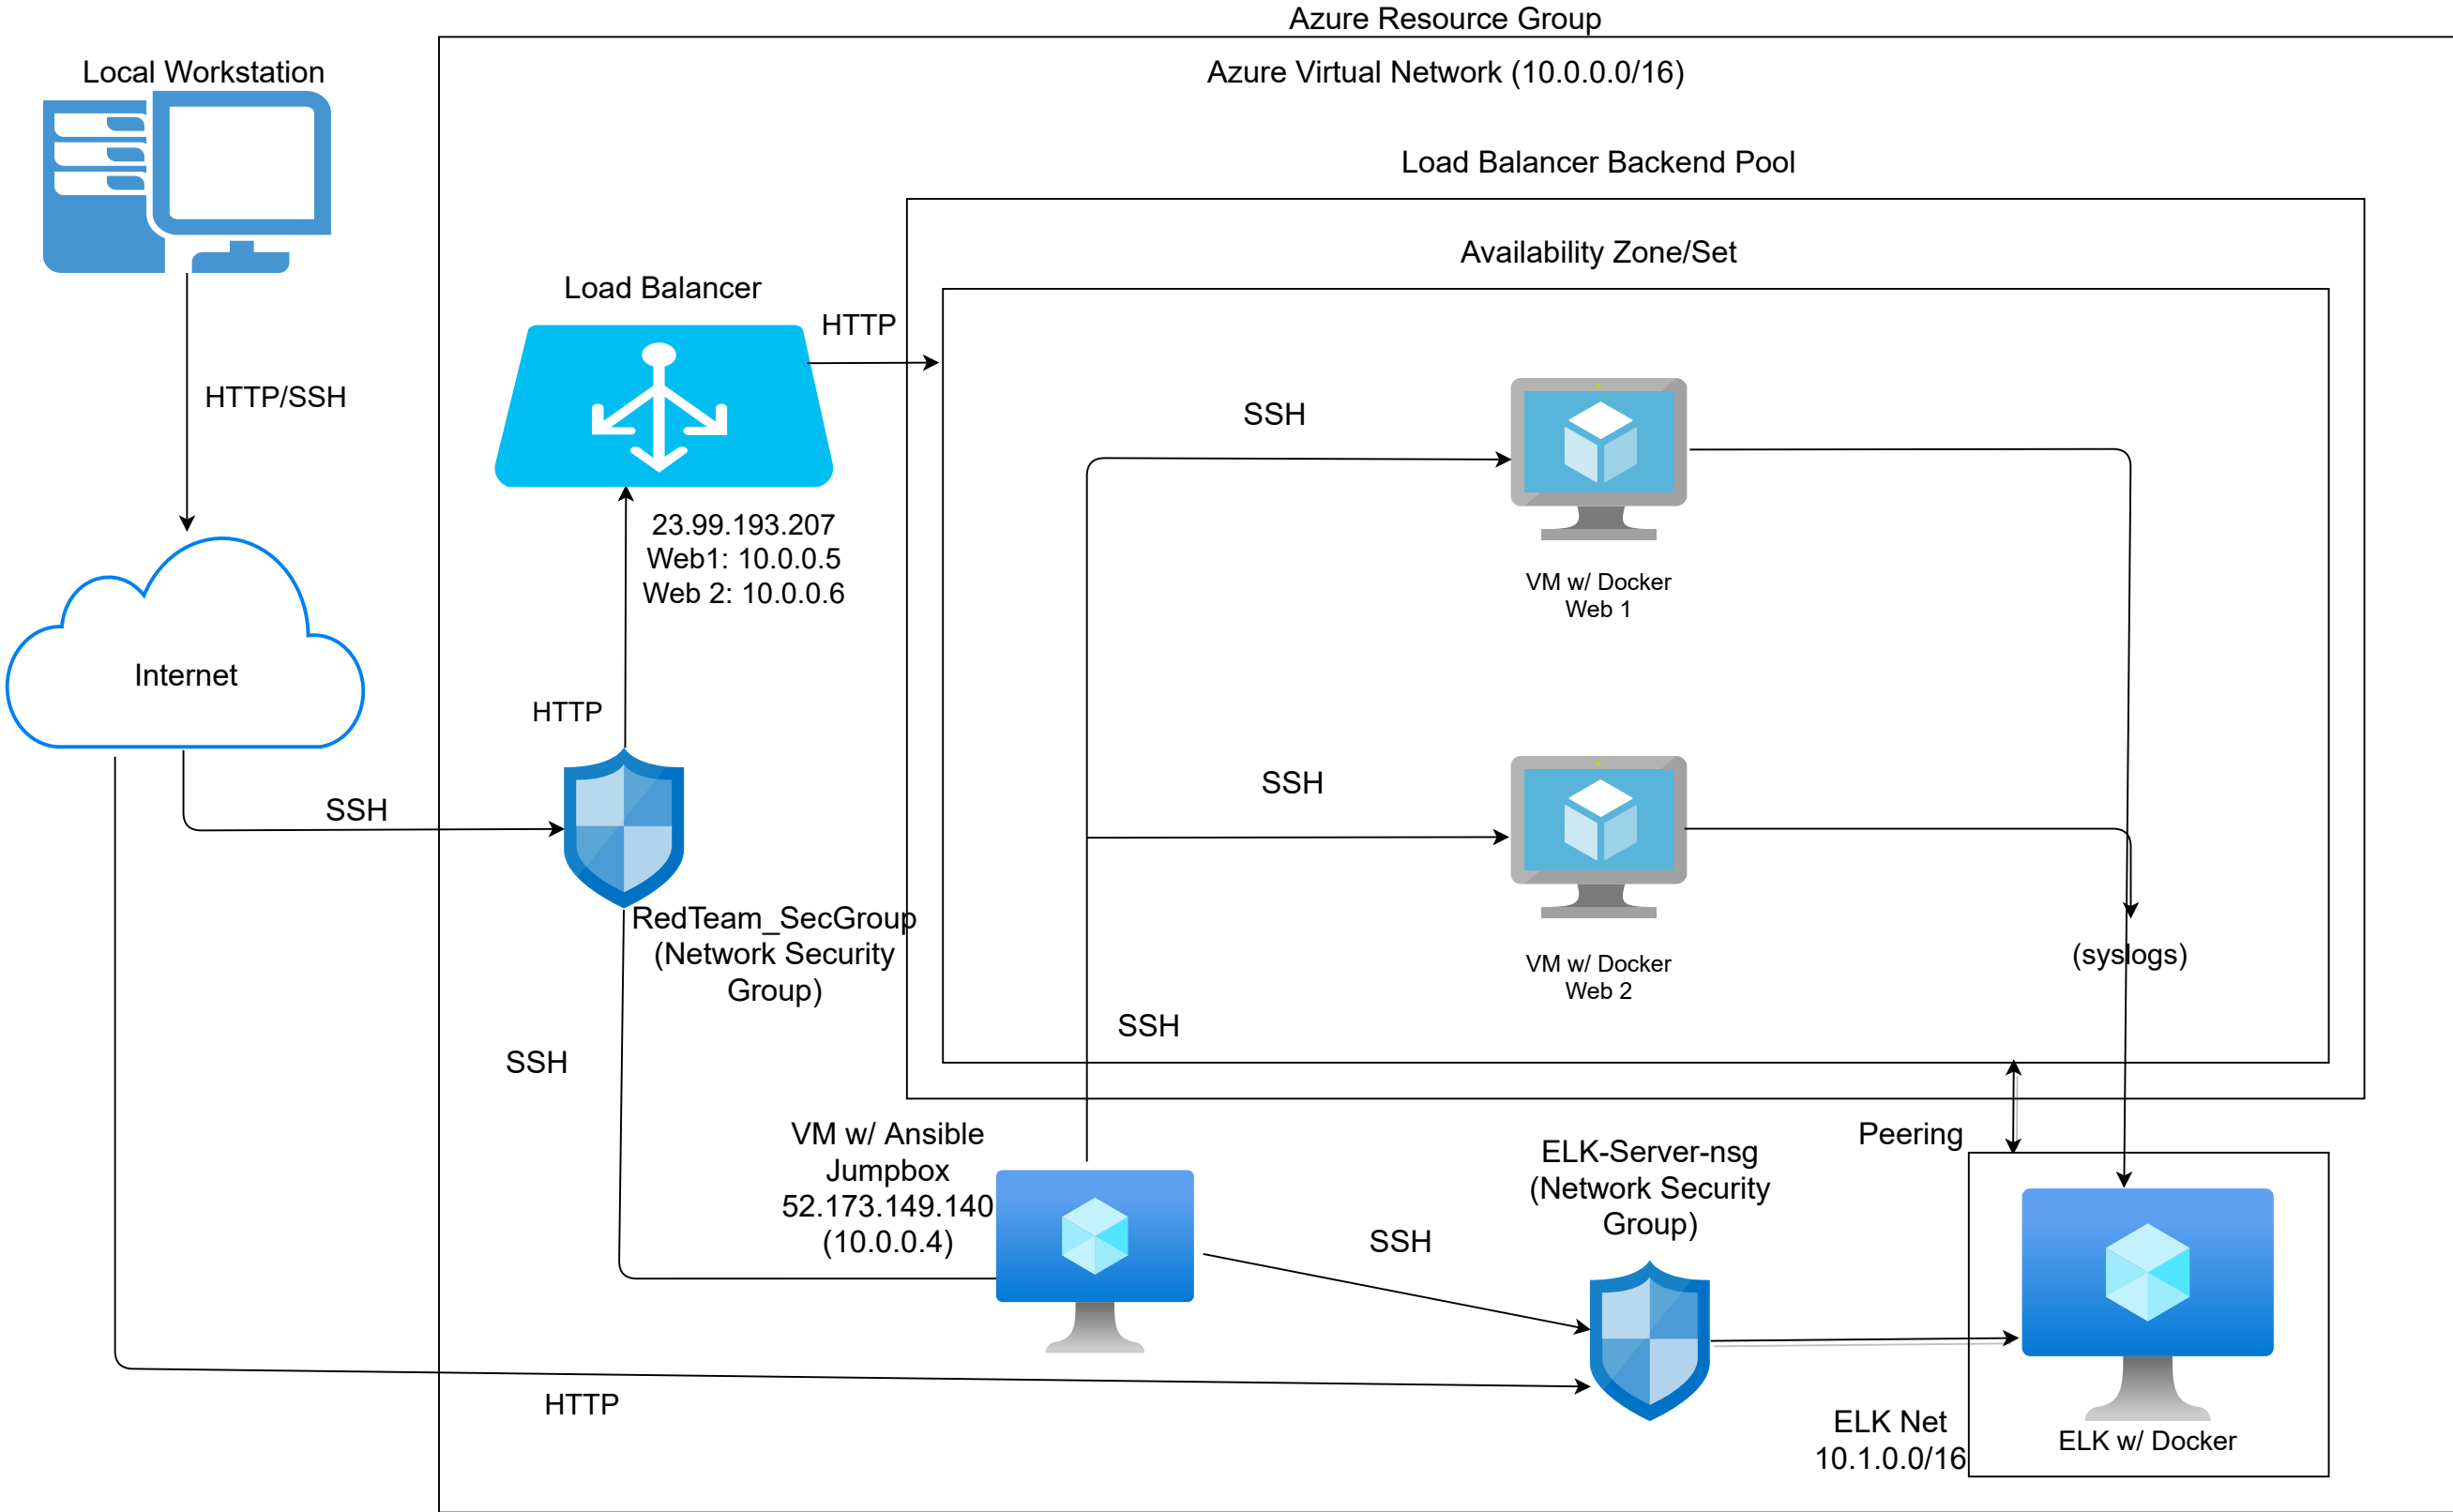 Azure Resource Group
Local Workstation
Azure Virtual Network (10.0.0.0/16)
Load Balancer Backend Pool
Availability Zone/Set
Load Balancer
HTTP
HTTP/SSH
SSH
23.99.193.207
Web1: 10.0.0.5
Web 2: 10.0.0.6
VM w/ Docker
Web 1
Internet
HTTP
SSH
SSH
RedTeam_SecGroup
(Network Security
Group)
VM w/ Docker
Web 2
(syslogs)
SSH
SSH
VM w/ Ansible
Jumpbox
52.173.149.140
(10.0.0.4)
Peering
ELK-Server-nsg
(Network Security
Group)
SSH
HTTP
ELK Net
10.1.0.0/16
ELK w/ Docker